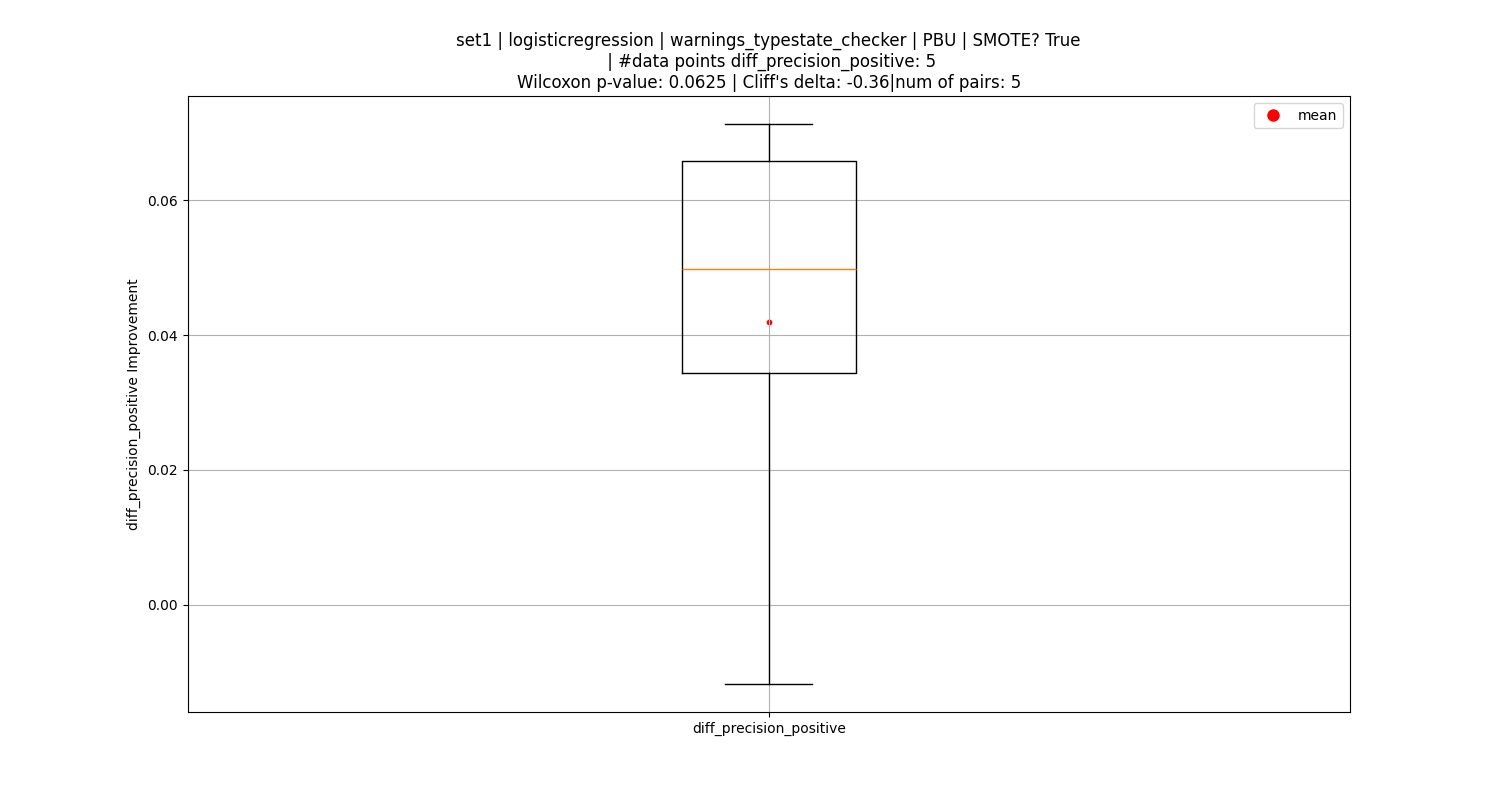 set1 | logisticregression | warnings_typestate_checker | PBU | SMOTE? True
| #data points diff_precision_positive: 5
Wilcoxon p-value: 0.0625 | Cliff's delta: -0.36|num of pairs: 5
mean
0.06
0.04
0.02
0.00
diff_precision_positive Improvement
diff_precision_positive